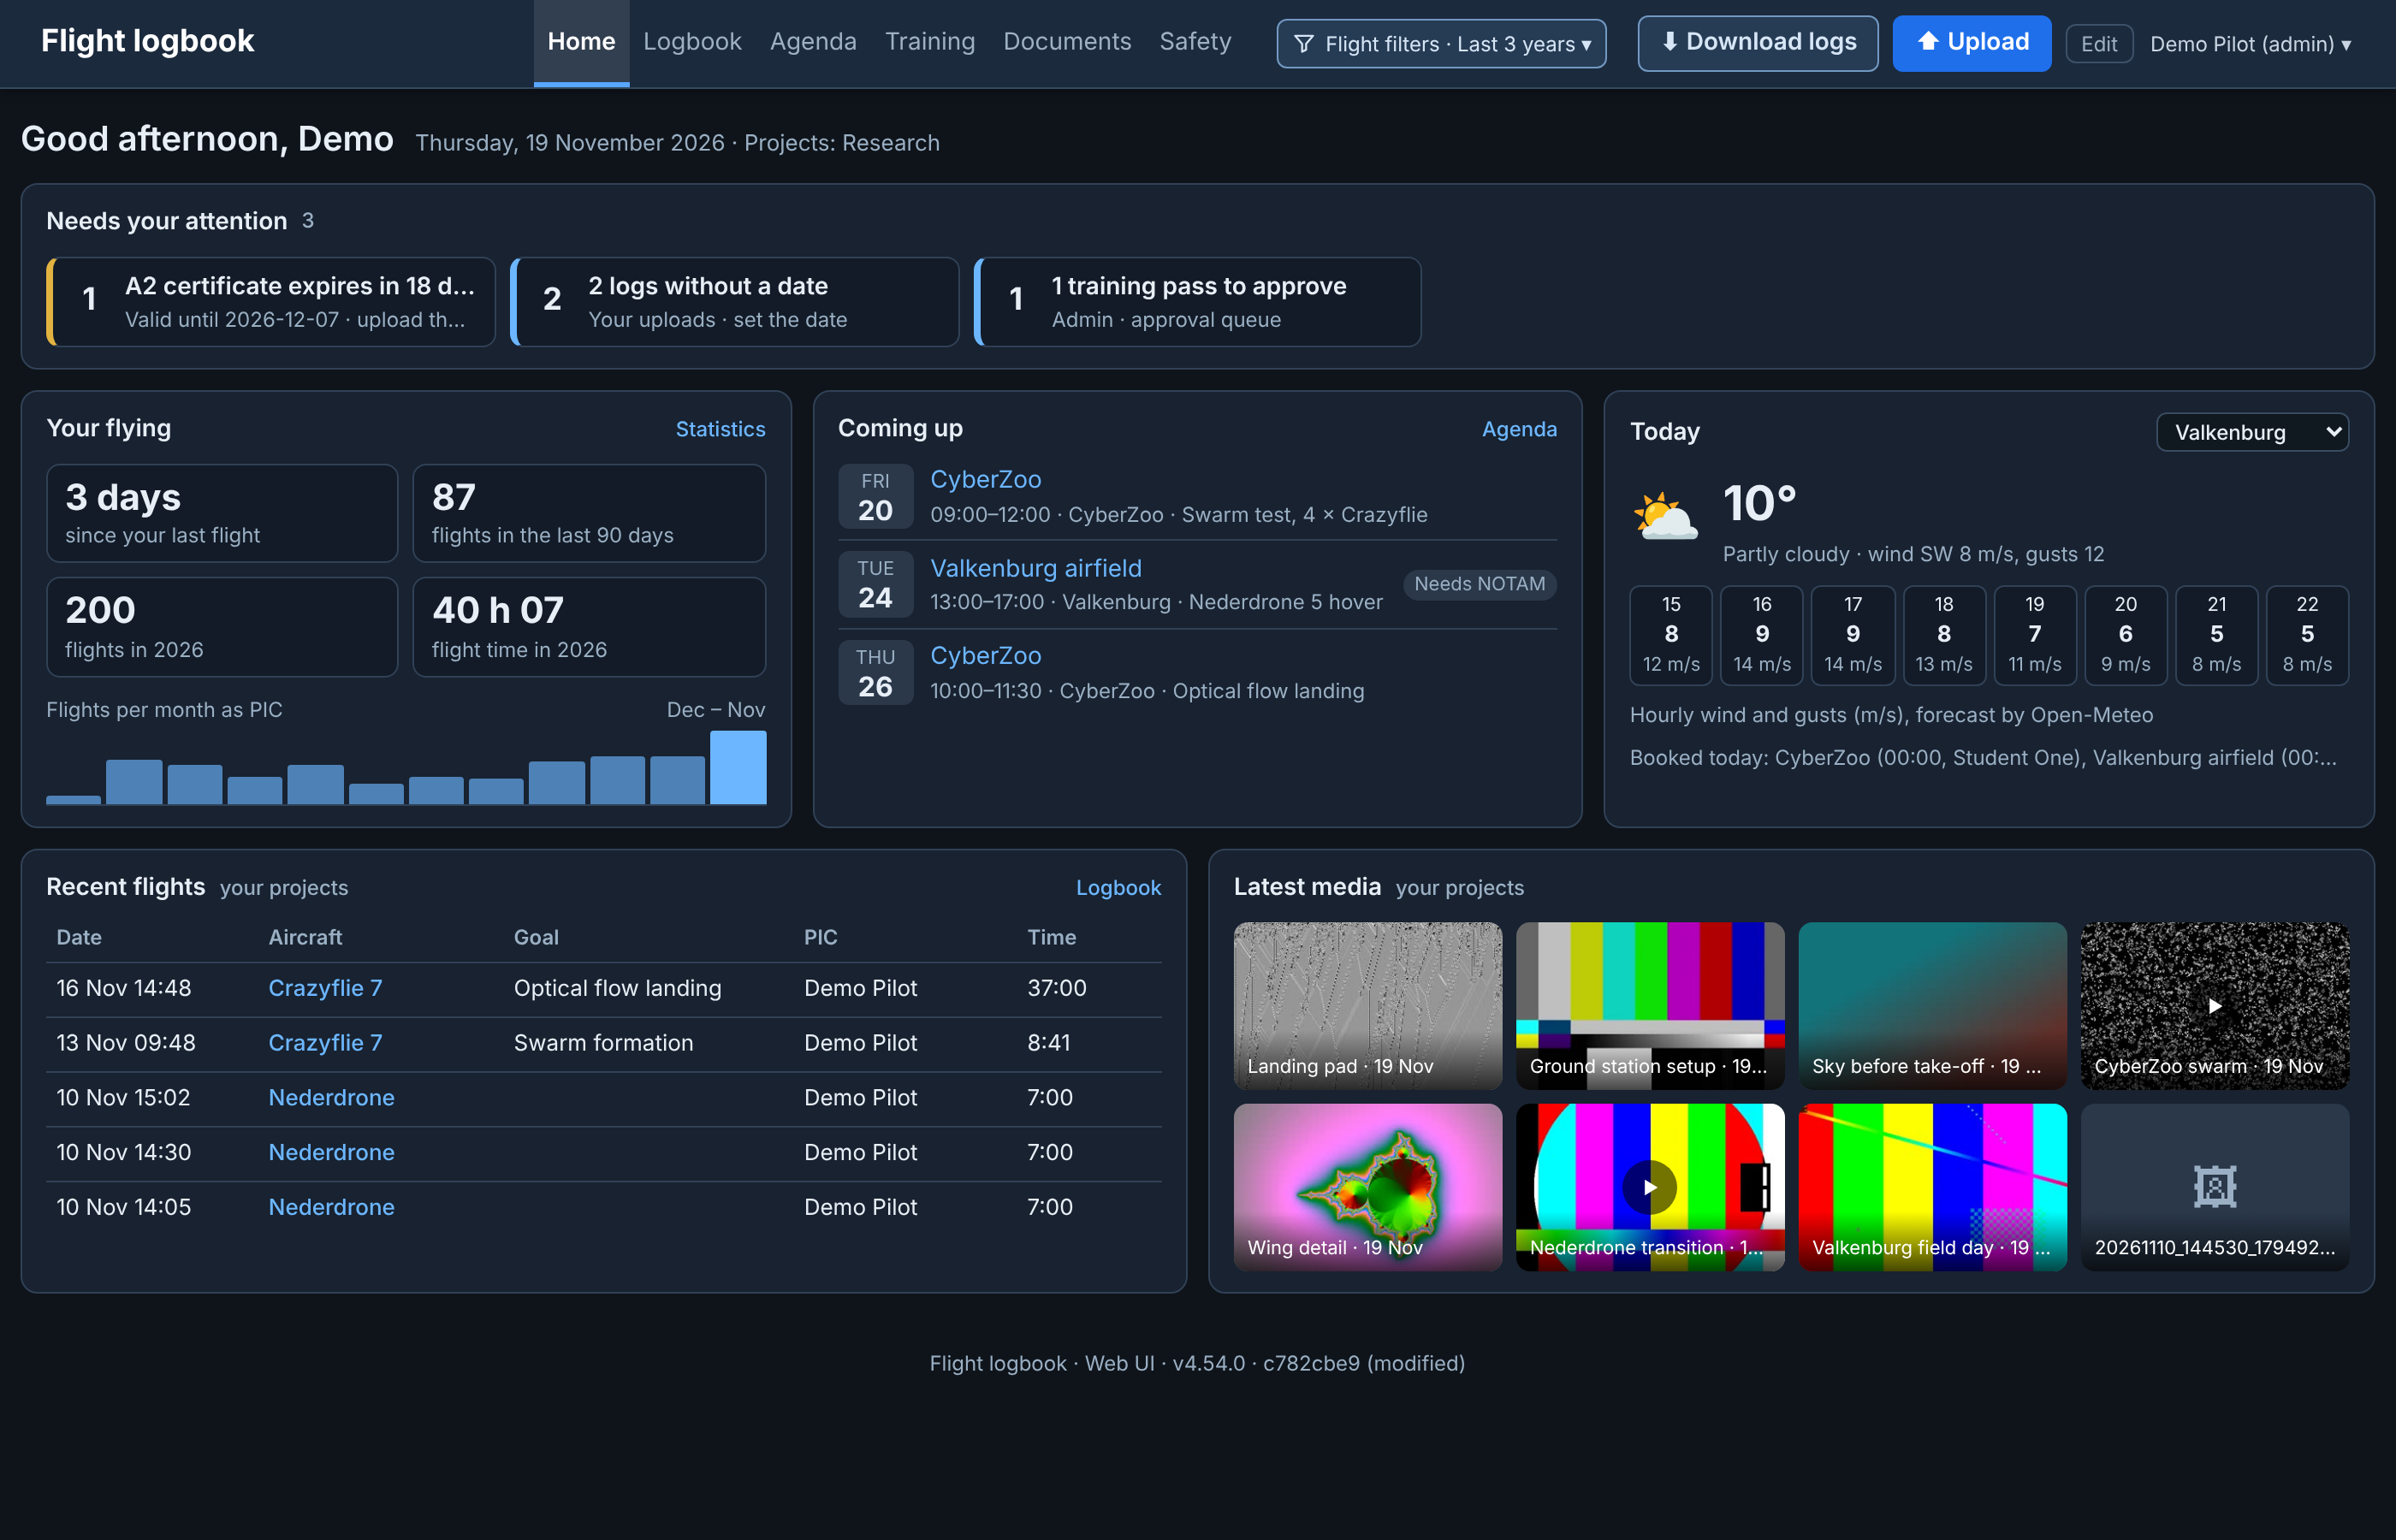 Flight logbook
Home Logbook Agenda Training Documents Safety
Flight filters · Last 3 years ▾
⬇ Download logs
⬆ Upload
Edit
Demo Pilot (admin) ▾
Good afternoon, Demo
Thursday, 19 November 2026 · Projects: Research
Needs your attention 3
1
A2 certificate expires in 18 d…
Valid until 2026-12-07 · upload th…
2
2 logs without a date
Your uploads · set the date
1
1 training pass to approve
Admin · approval queue
Your flying
Statistics
3 days
since your last flight
87
flights in the last 90 days
200
flights in 2026
40 h 07
flight time in 2026
Flights per month as PIC
Dec – Nov
Coming up
Agenda
FRI
20
CyberZoo
09:00–12:00 · CyberZoo · Swarm test, 4 × Crazyflie
TUE
24
Valkenburg airfield
13:00–17:00 · Valkenburg · Nederdrone 5 hover
Needs NOTAM
THU
26
CyberZoo
10:00–11:30 · CyberZoo · Optical flow landing
Today
Valkenburg
10°
Partly cloudy · wind SW 8 m/s, gusts 12
15 16 17 18 19 20 21 22
8 9 9 8 7 6 5 5
12 m/s 14 m/s 14 m/s 13 m/s 11 m/s 9 m/s 8 m/s 8 m/s
Hourly wind and gusts (m/s), forecast by Open-Meteo
Booked today: CyberZoo (00:00, Student One), Valkenburg airfield (00:…
Recent flights your projects
Logbook
Date Aircraft Goal PIC Time
16 Nov 14:48 Crazyflie 7 Optical flow landing Demo Pilot 37:00
13 Nov 09:48 Crazyflie 7 Swarm formation Demo Pilot 8:41
10 Nov 15:02 Nederdrone Demo Pilot 7:00
10 Nov 14:30 Nederdrone Demo Pilot 7:00
10 Nov 14:05 Nederdrone Demo Pilot 7:00
Latest media your projects
Landing pad · 19 Nov
Ground station setup · 19…
Sky before take-off · 19 …
CyberZoo swarm · 19 Nov
Wing detail · 19 Nov
Nederdrone transition · 1…
Valkenburg field day · 19 …
20261110_144530_179492…
Flight logbook · Web UI · v4.54.0 · c782cbe9 (modified)